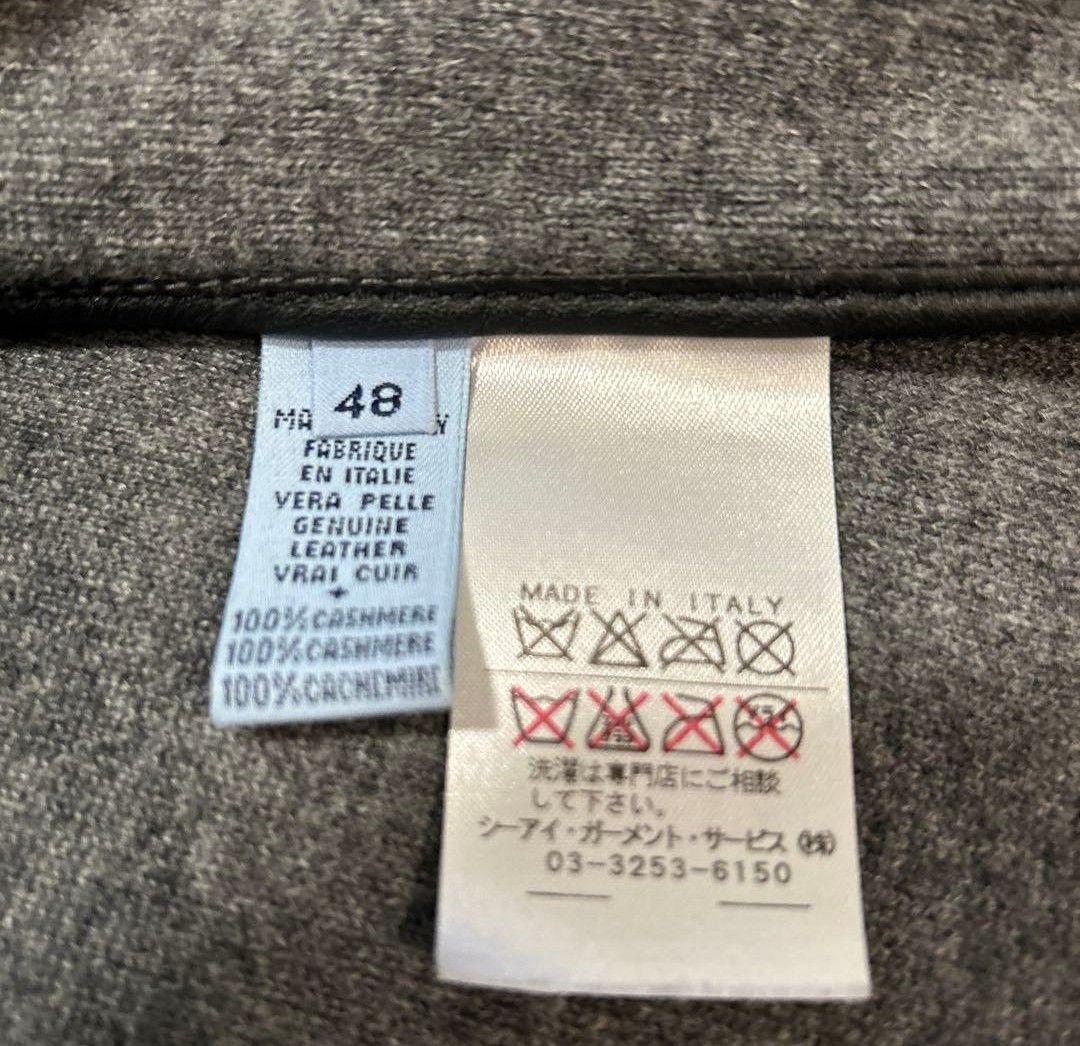 48
MA Y
FABRIQUE
EN ITALIE
VERA PELLE
GENUINE
LEATHER
VRAI CUIR
+
100%CASHMERE
100%CASHMERE
100%CACHEMIRE
MADE IN ITALY
洗濯は専門店にご相談
して下さい。
シーアイ・ガーメント・サービス(株)
03-3253-6150